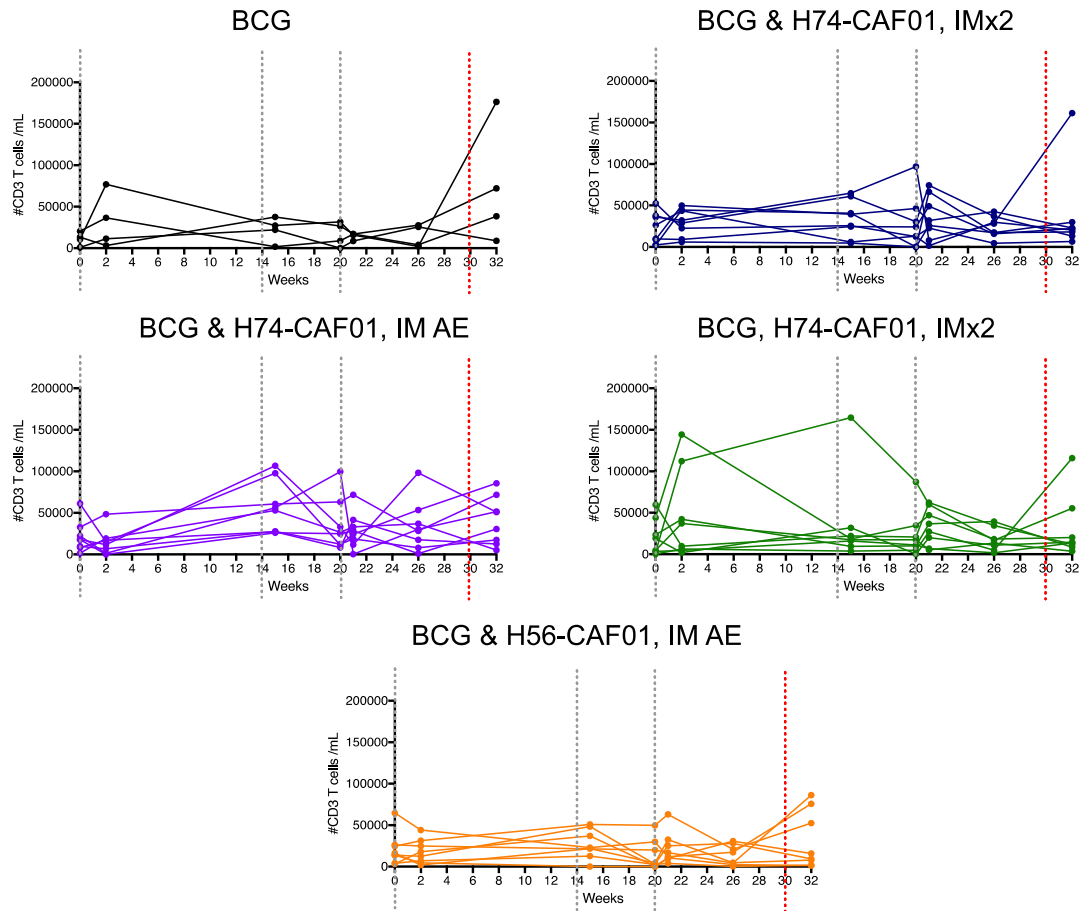 BCG
#CD3 T cells /mL
200000
150000
100000
50000
0
0 2 4 6 8 10 12 14 16 18 20 22 24 26 28 30 32
Weeks
BCG & H74-CAF01, IMx2
#CD3 T cells /mL
200000
150000
100000
50000
0
0 2 4 6 8 10 12 14 16 18 20 22 24 26 28 30 32
Weeks
BCG & H74-CAF01, IM AE
#CD3 T cells /mL
200000
150000
100000
50000
0
0 2 4 6 8 10 12 14 16 18 20 22 24 26 28 30 32
Weeks
BCG, H74-CAF01, IMx2
#CD3 T cells /mL
200000
150000
100000
50000
0
0 2 4 6 8 10 12 14 16 18 20 22 24 26 28 30 32
Weeks
BCG & H56-CAF01, IM AE
#CD3 T cells /mL
200000
150000
100000
50000
0
0 2 4 6 8 10 12 14 16 18 20 22 24 26 28 30 32
Weeks